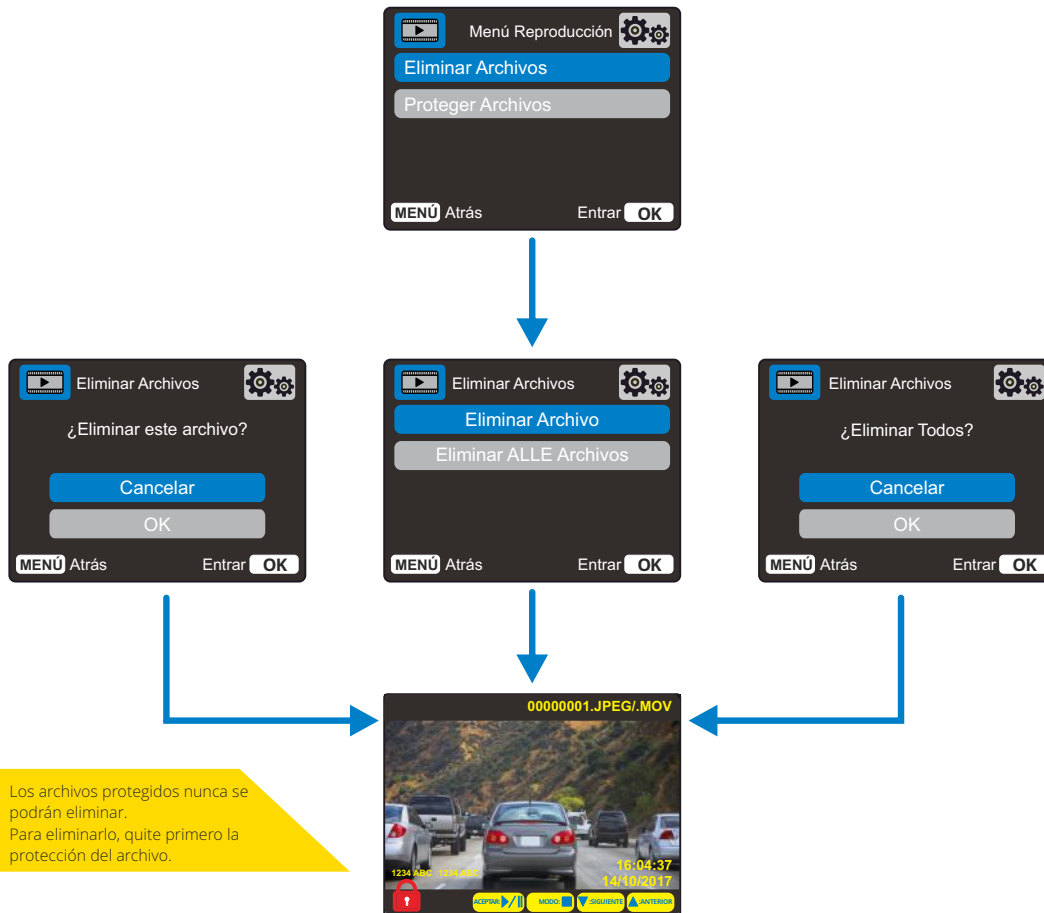 Menú Reproducción
Eliminar Archivos
Proteger Archivos
MENÚ Atrás
Entrar OK
Eliminar Archivos
¿Eliminar este archivo?
Cancelar
OK
MENÚ Atrás
Entrar OK
Eliminar Archivos
Eliminar Archivo
Eliminar ALLE Archivos
MENÚ Atrás
Entrar OK
Eliminar Archivos
¿Eliminar Todos?
Cancelar
OK
MENÚ Atrás
Entrar OK
00000001.JPEG/.MOV
1234 ABC 1234 ABC
16:04:37
14/10/2017
ACEPTAR: MODO: :SIGUIENTE :ANTERIOR
Los archivos protegidos nunca se
podrán eliminar.
Para eliminarlo, quite primero la
protección del archivo.